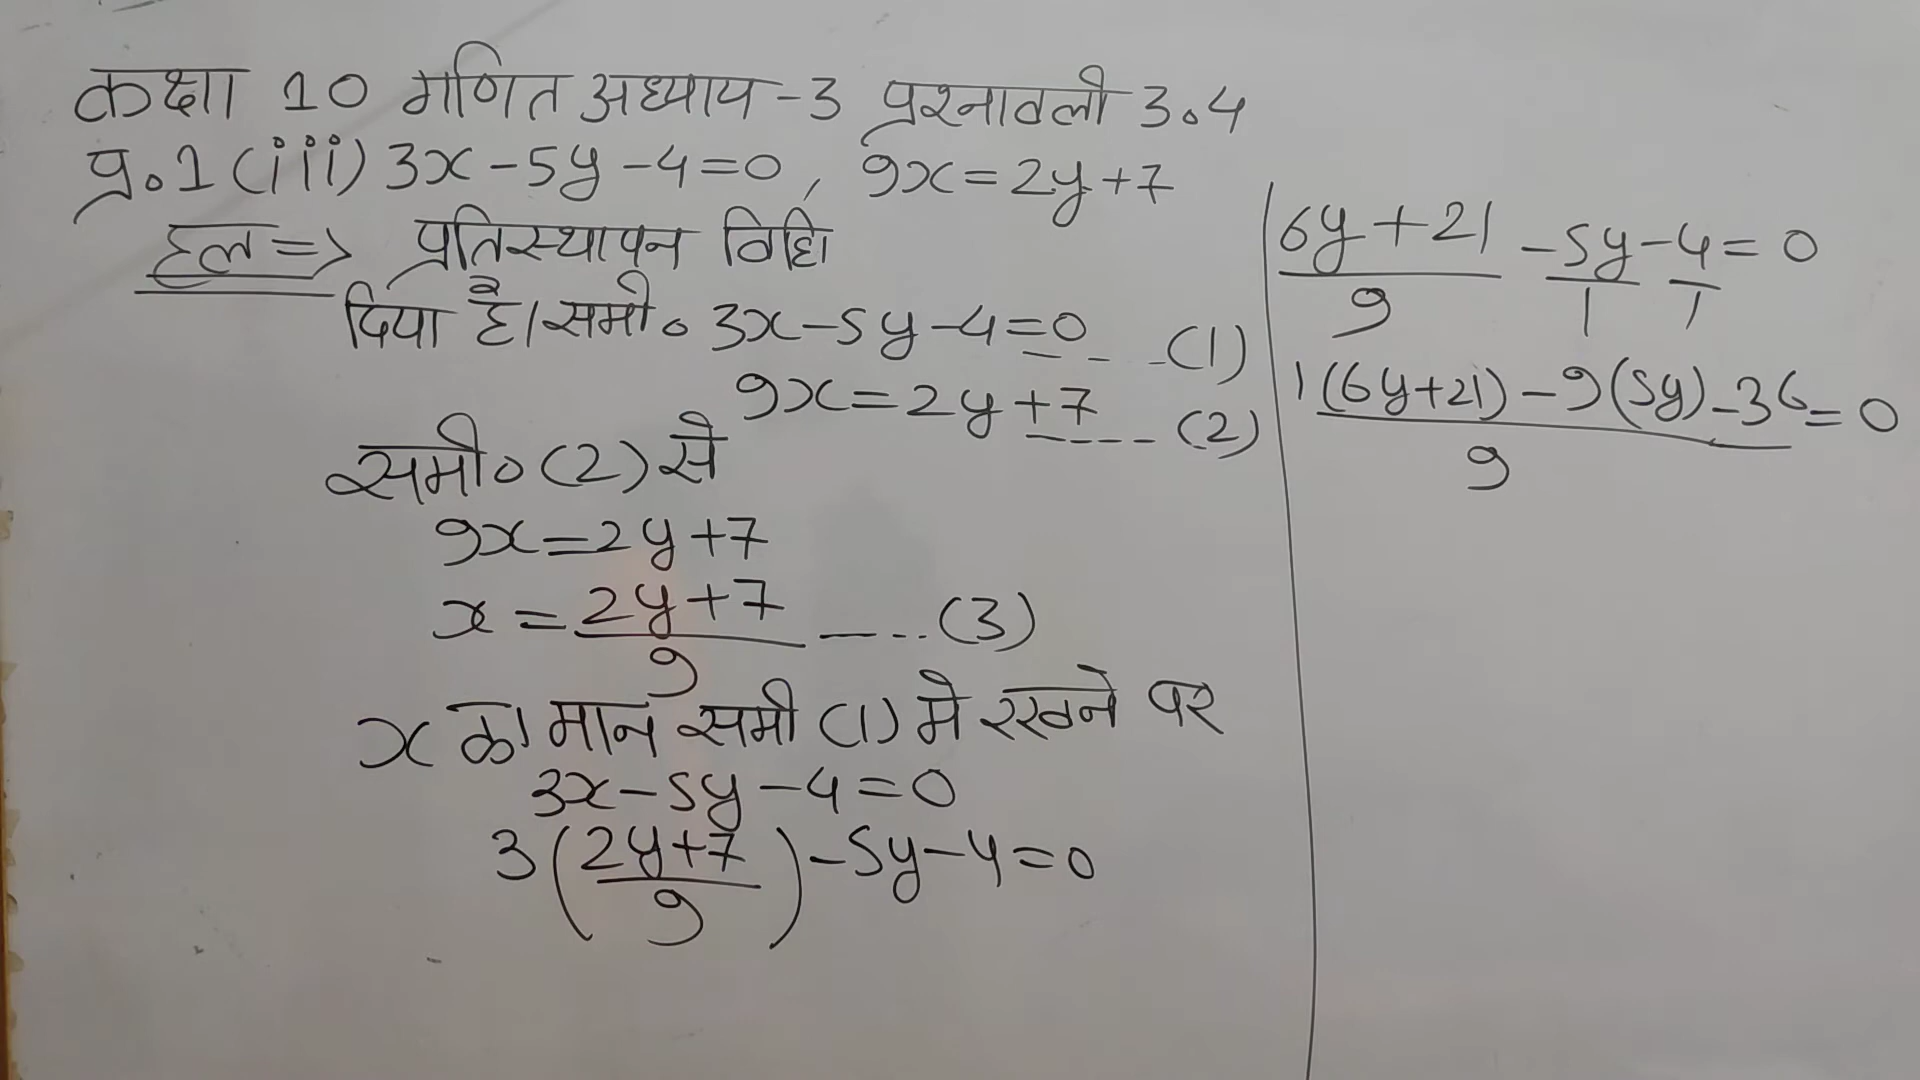 कक्षा 10 गणित अध्याय -3 प्रश्नावली 3.4
प्र.1 (iii) 3x-5y-4=0, 9x=2y+7
हल=> प्रतिस्थापन विधि
दिया है। समी० 3x-5y-4=0 ---(1)
9x=2y+7 ----(2)
समी० (2) से
9x=2y+7
x = (2y+7)/9 ----(3)
x का मान समी (1) मे रखने पर
3x-5y-4=0
3((2y+7)/9)-5y-4=0
(6y+21)/9 -5y/1 -4/1 = 0
(1(6y+21)-9(5y)-36)/9 = 0